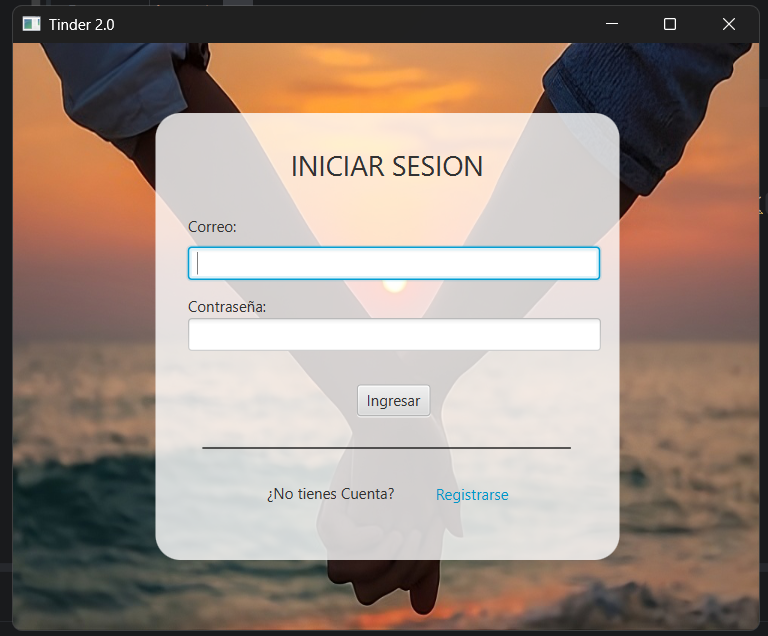 Tinder 2.0
INICIAR SESION
Correo:
Contraseña:
Ingresar
¿No tienes Cuenta? Registrarse